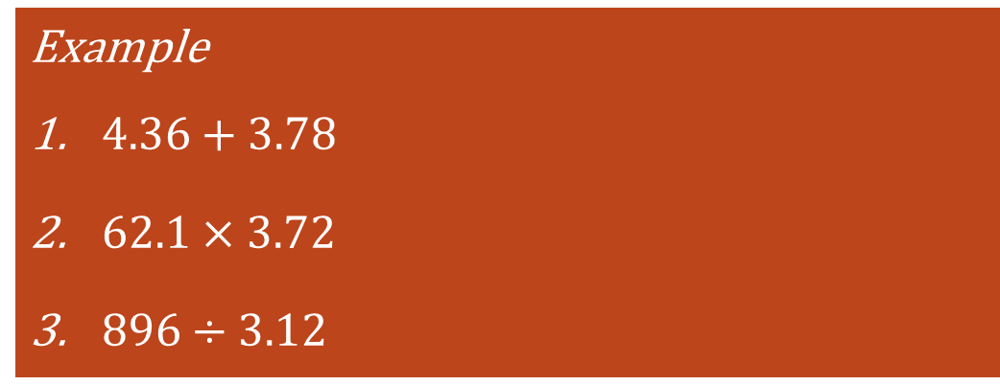 Example
1. 4.36 + 3.78
2. 62.1 × 3.72
3. 896 ÷ 3.12